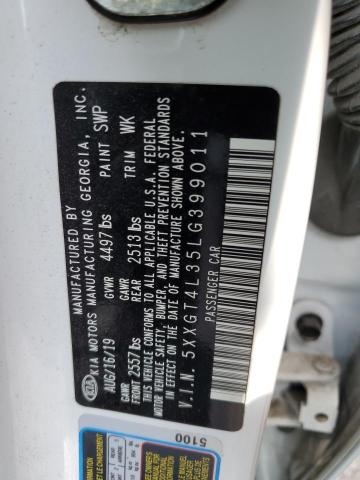 MANUFACTURED BY
KIA MOTORS MANUFACTURING GEORGIA, INC.
AUG/16/19 GVWR 4497 lbs PAINT SWP
GAWR FRONT 2557 lbs GAWR REAR 2513 lbs TRIM WK
THIS VEHICLE CONFORMS TO ALL APPLICABLE U.S.A. FEDERAL
MOTOR VEHICLE SAFETY, BUMPER, AND THEFT PREVENTION STANDARDS
IN EFFECT ON THE DATE OF MANUFACTURE SHOWN ABOVE.
V.I.N. 5XXGT4L35LG399011
PASSENGER CAR
5100